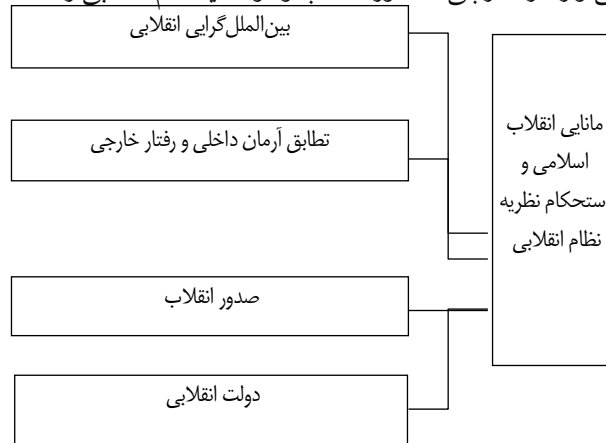 بین‌الملل‌گرایی انقلابی
تطابق آرمان داخلی و رفتار خارجی
صدور انقلاب
دولت انقلابی
مانایی انقلاب
اسلامی و
ستحکام نظریه
نظام انقلابی